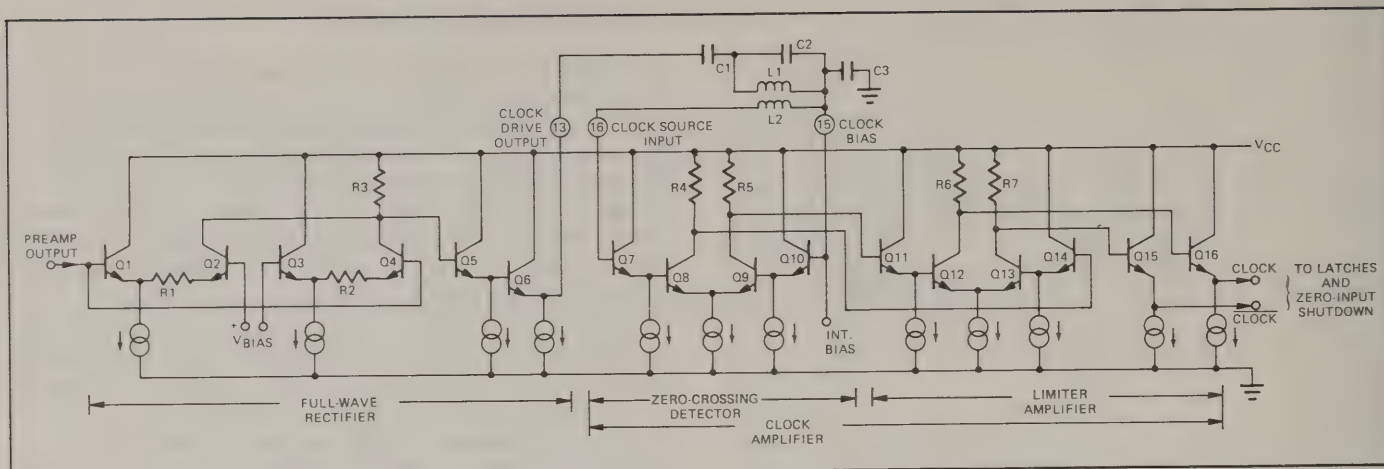 C1
C2
L1
C3
L2
CLOCK
DRIVE
OUTPUT
13
16
CLOCK SOURCE
INPUT
15
CLOCK
BIAS
VCC
R3
R4
R5
R6
R7
PREAMP
OUTPUT
Q1
Q2
Q3
Q4
Q5
Q6
Q7
Q8
Q9
Q10
Q11
Q12
Q13
Q14
Q15
Q16
R1
R2
+
VBIAS
INT.
BIAS
CLOCK
CLOCK
TO LATCHES
AND
ZERO-INPUT
SHUTDOWN
FULL-WAVE
RECTIFIER
ZERO-CROSSING
DETECTOR
LIMITER
AMPLIFIER
CLOCK
AMPLIFIER